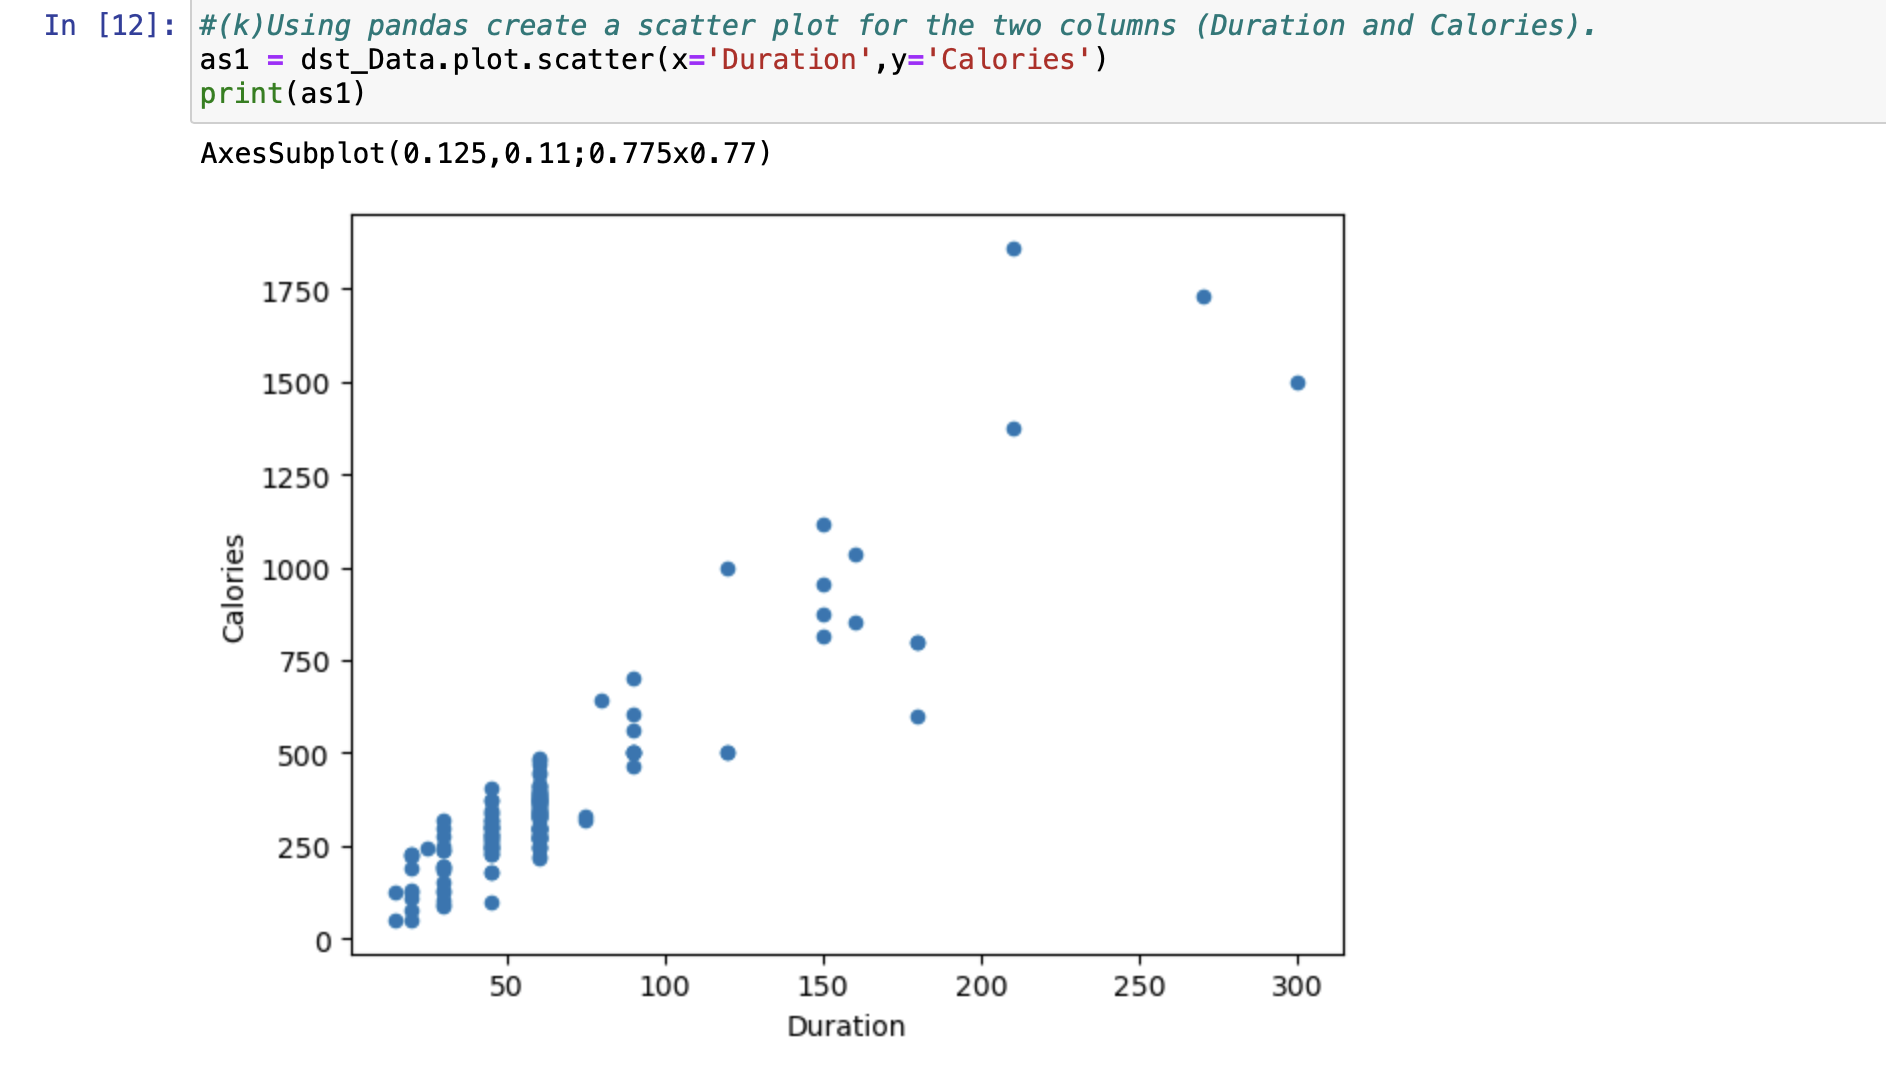 In [12]: #(k)Using pandas create a scatter plot for the two columns (Duration and Calories).
as1 = dst_Data.plot.scatter(x='Duration',y='Calories')
print(as1)
AxesSubplot(0.125,0.11;0.775x0.77)
1750
1500
1250
1000
750
500
250
0
Calories
50 100 150 200 250 300
Duration